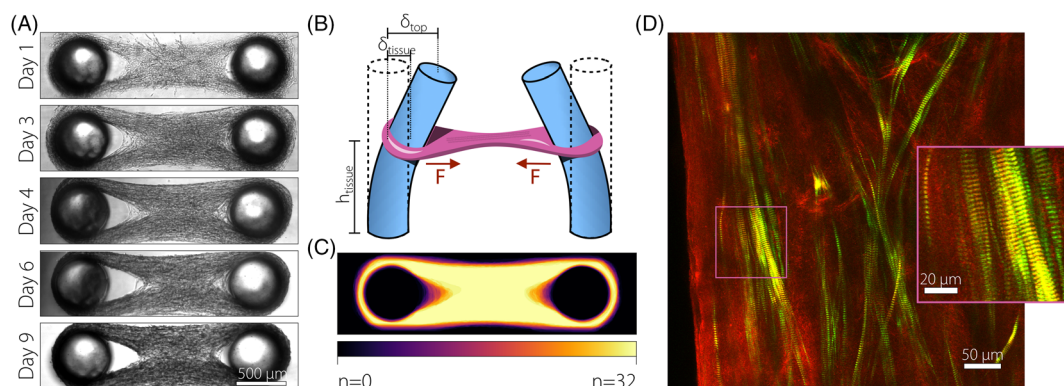 (A)
Day 1
Day 3
Day 4
Day 6
Day 9
500 µm
(B)
δtop
δtissue
htissue
F
F
(C)
n=0
n=32
(D)
20 µm
50 µm